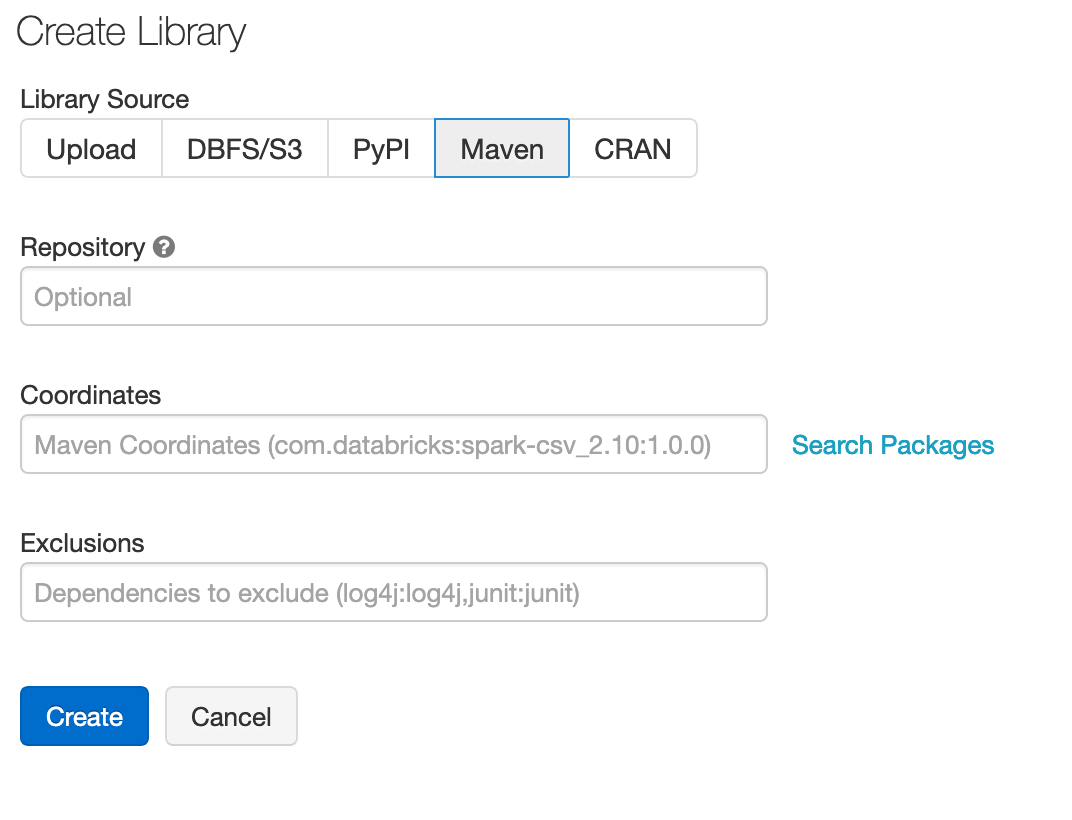 Create Library
Library Source
Upload DBFS/S3 PyPI Maven CRAN
Repository ?
Optional
Coordinates
Maven Coordinates (com.databricks:spark-csv_2.10:1.0.0) Search Packages
Exclusions
Dependencies to exclude (log4j:log4j,junit:junit)
Create Cancel